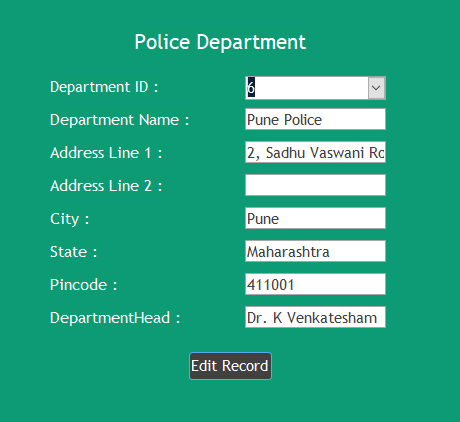 Police Department
Department ID : 6
Department Name : Pune Police
Address Line 1 : 2, Sadhu Vaswani
Address Line 2 :
City : Pune
State : Maharashtra
Pincode : 411001
DepartmentHead : Dr. K Venkatesham
Edit Record